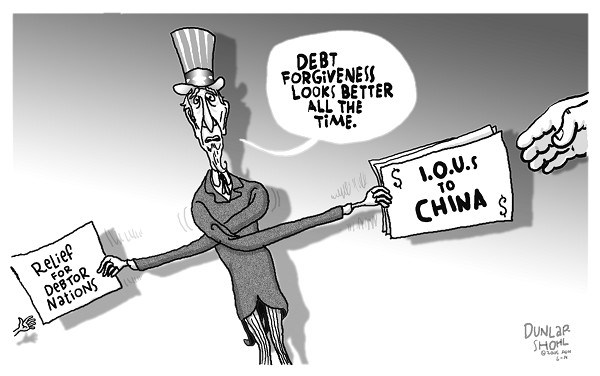 DEBT
FORGIVENESS
LOOKS BETTER
ALL THE
TIME.
$
I.O.U.s
TO
CHINA
$
Relief
FOR
DEBTOR
Nations
DUNLAP
SHOHL